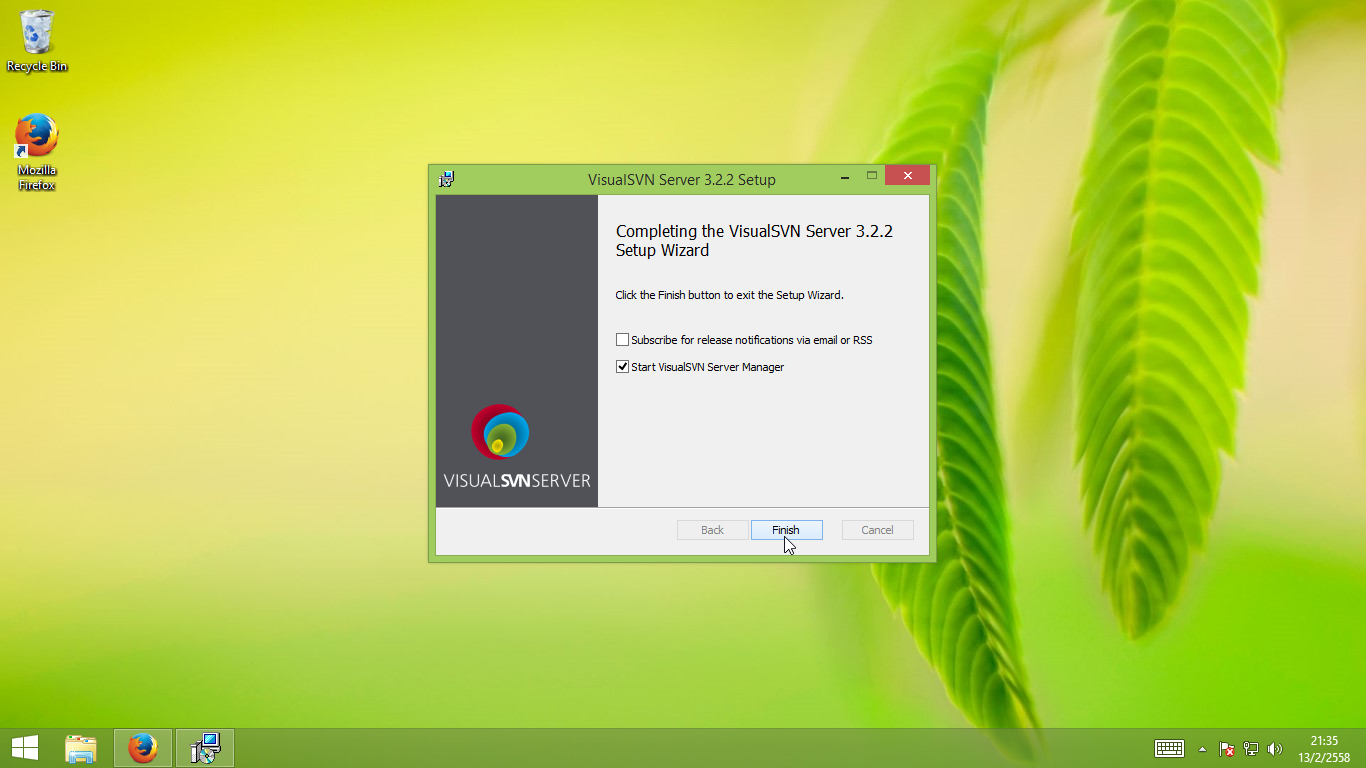 Recycle Bin
Mozilla
Firefox
VisualSVN Server 3.2.2 Setup
Completing the VisualSVN Server 3.2.2
Setup Wizard
Click the Finish button to exit the Setup Wizard.
Subscribe for release notifications via email or RSS
Start VisualSVN Server Manager
VISUALSVNSERVER
Back
Finish
Cancel
21:35
13/2/2558